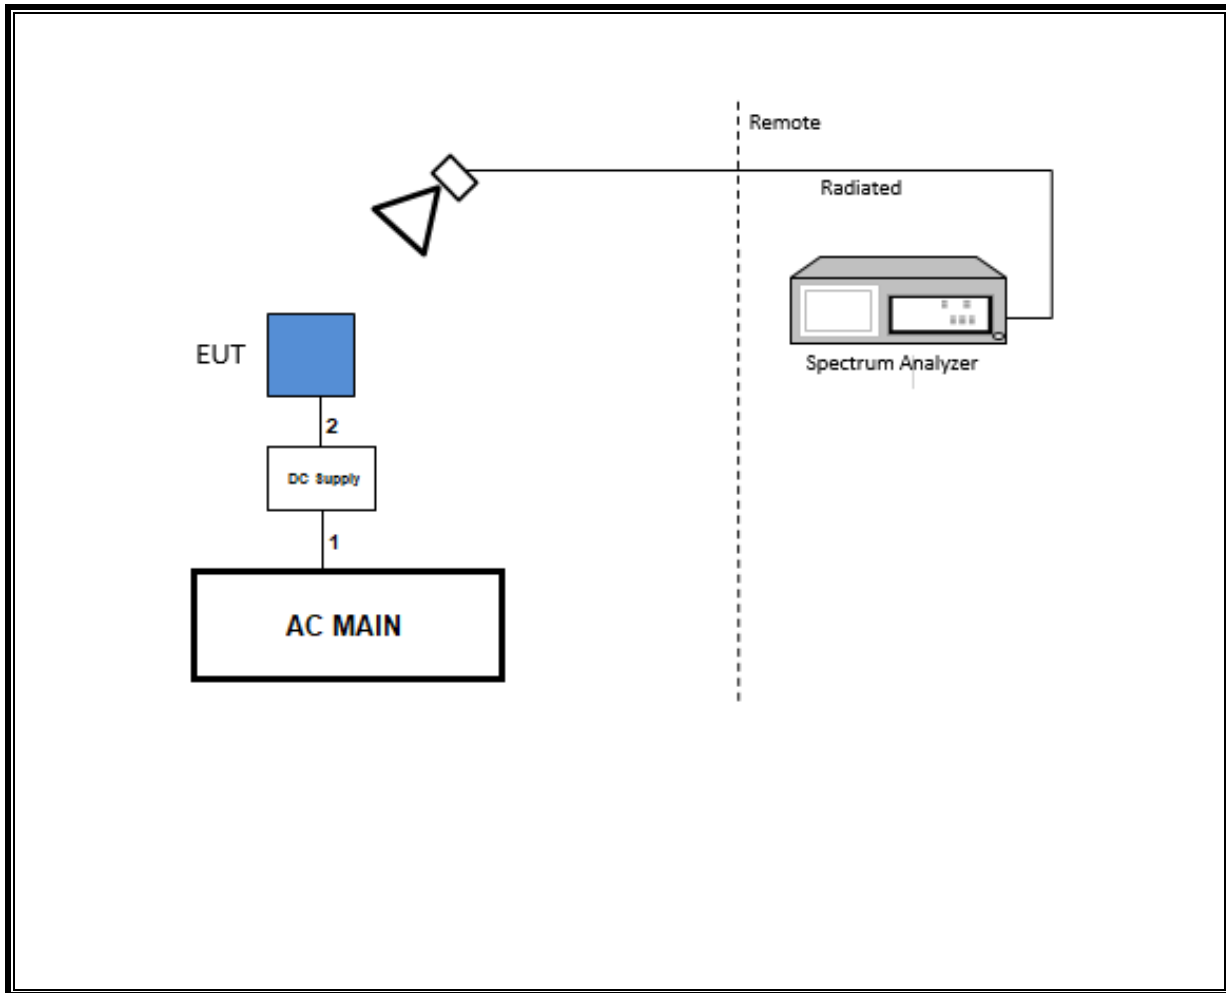 Remote
Radiated
EUT
Spectrum Analyzer
2
DC Supply
1
AC MAIN